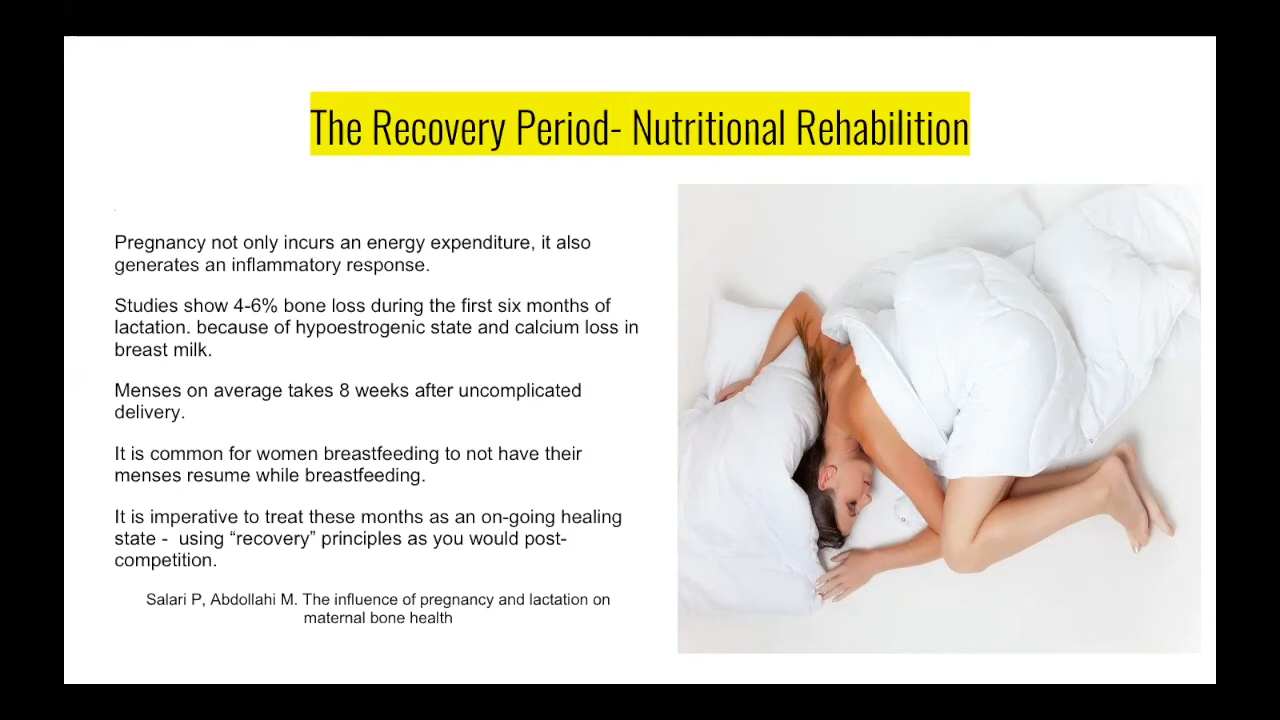 The Recovery Period- Nutritional Rehabilition
Pregnancy not only incurs an energy expenditure, it also
generates an inflammatory response.
Studies show 4-6% bone loss during the first six months of
lactation. because of hypoestrogenic state and calcium loss in
breast milk.
Menses on average takes 8 weeks after uncomplicated
delivery.
It is common for women breastfeeding to not have their
menses resume while breastfeeding.
It is imperative to treat these months as an on-going healing
state -  using “recovery” principles as you would post-
competition.
Salari P, Abdollahi M. The influence of pregnancy and lactation on
maternal bone health